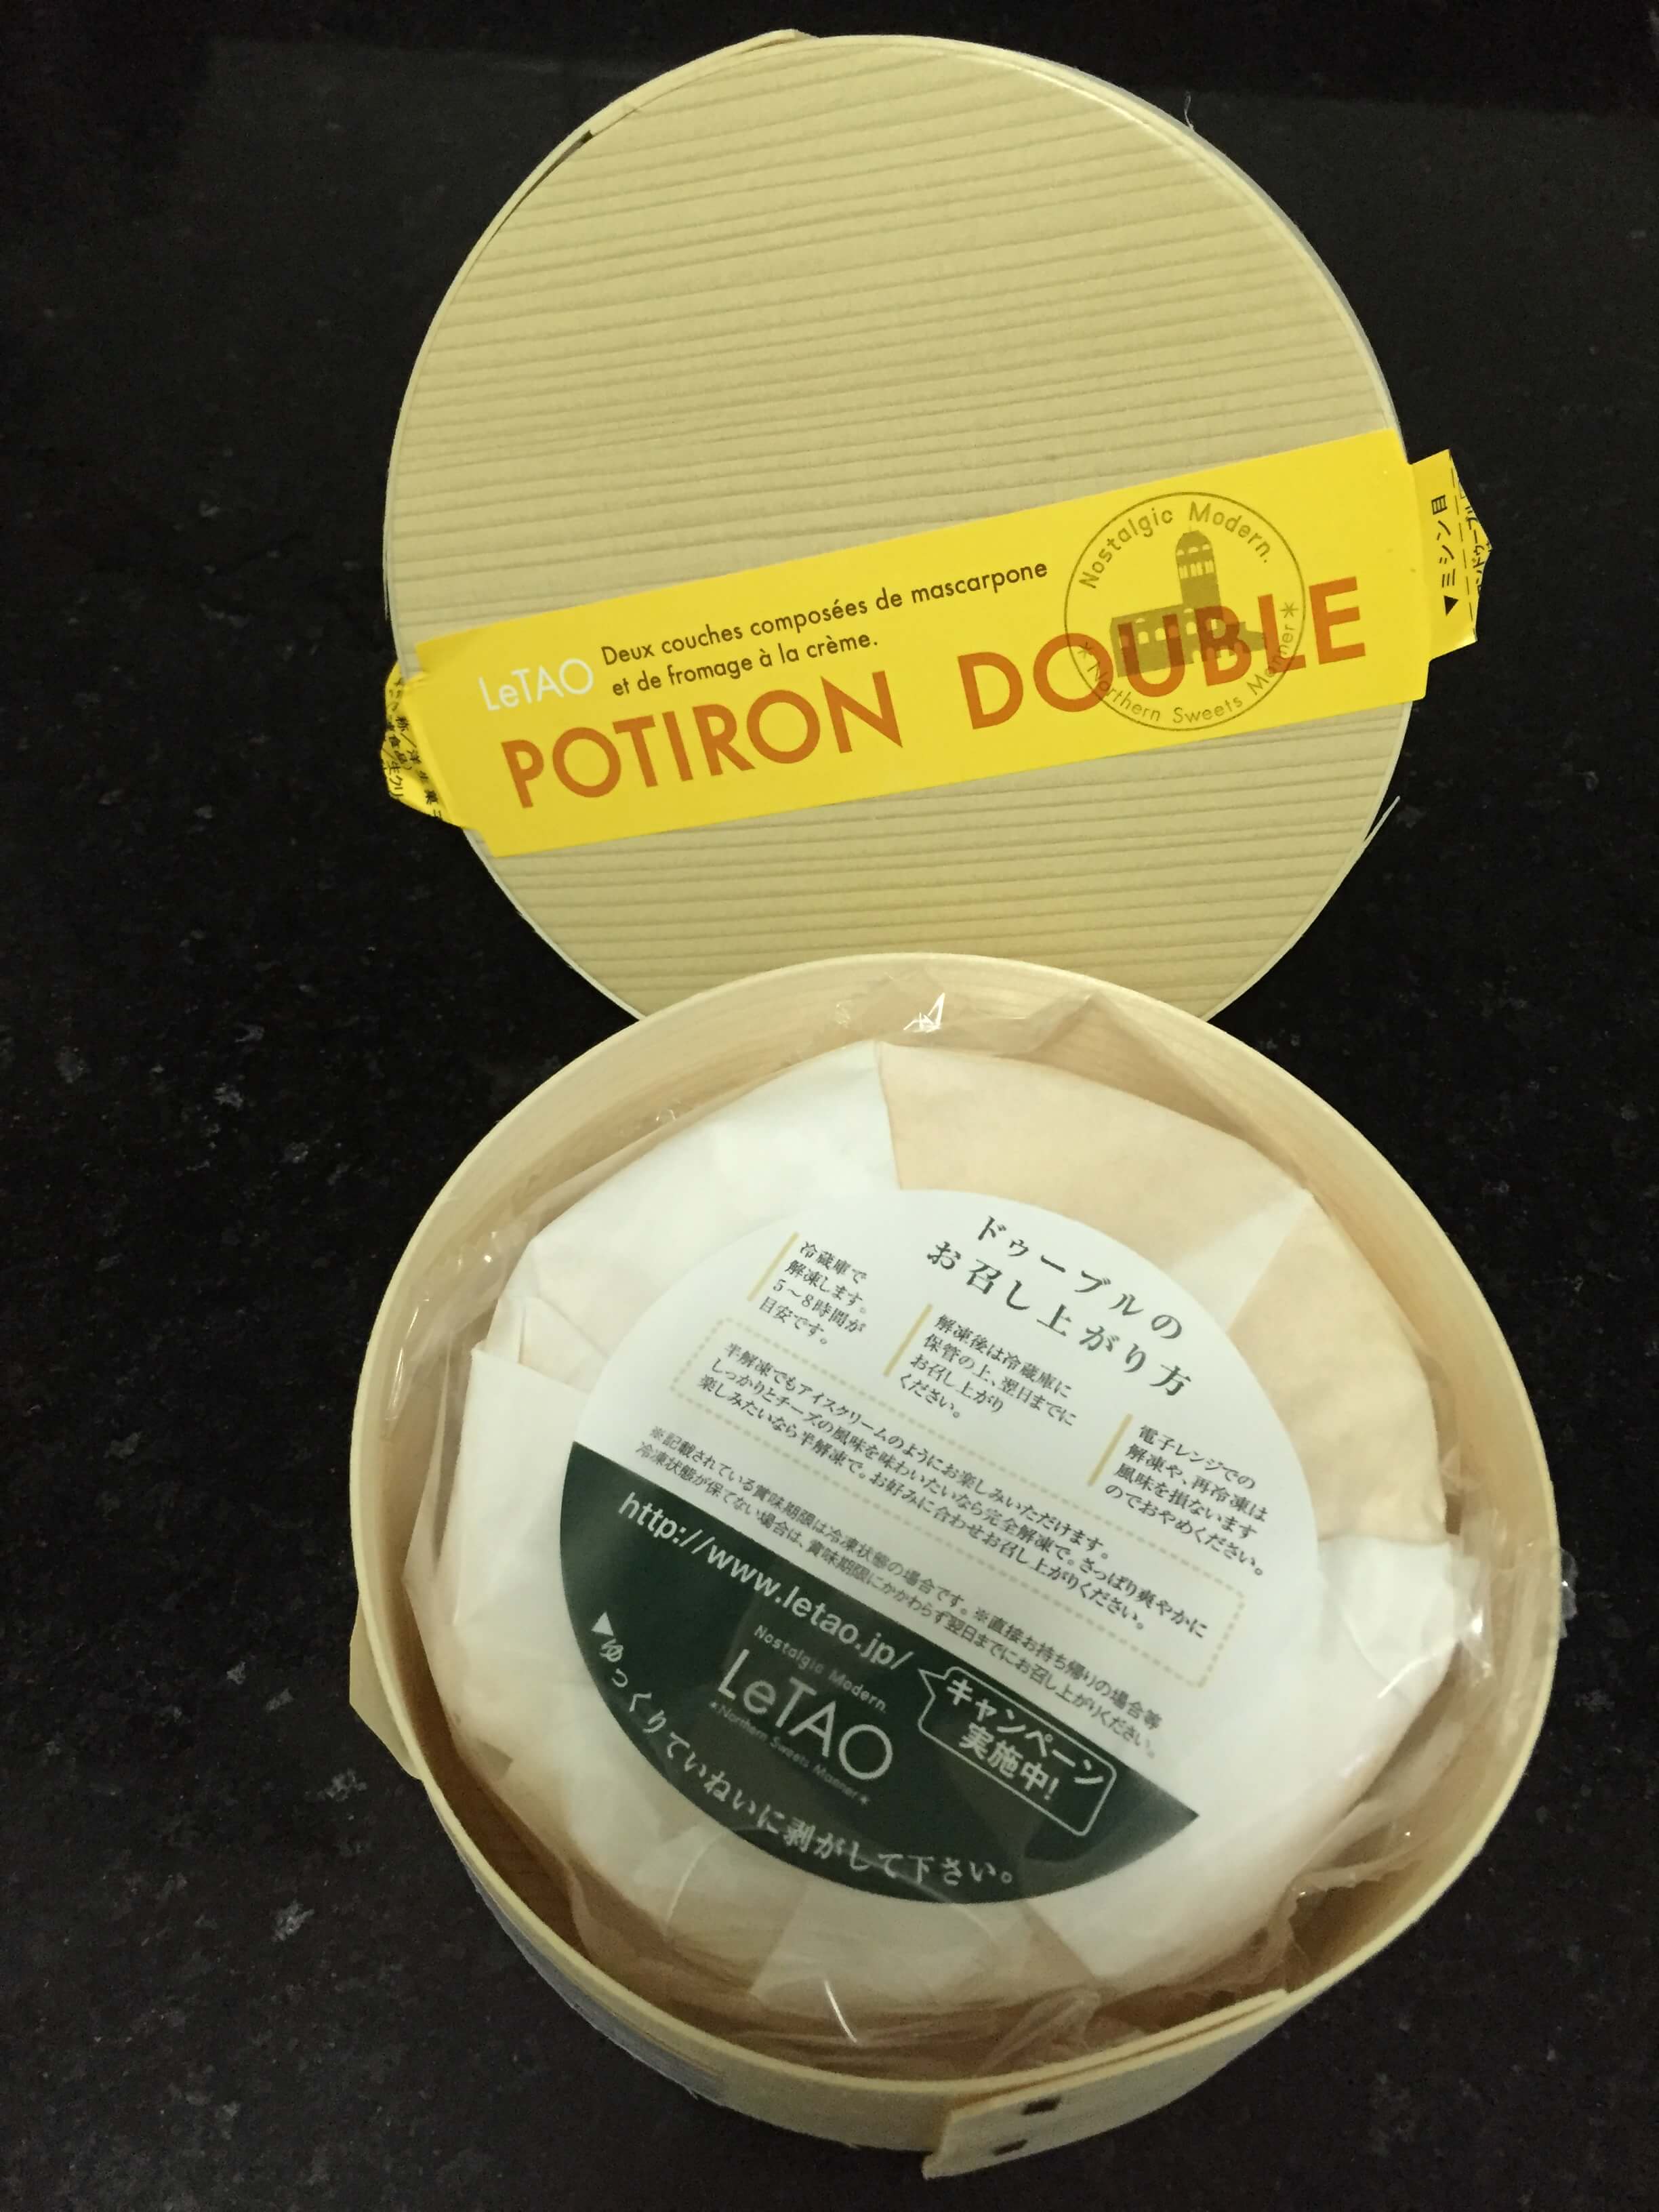 LeTAO
Deux couches composées de mascarpone
et de fromage à la crème.
POTIRON DOUBLE
Nostalgic Modern.
*Northern Sweets Manner*
▼ミシン目
ドゥーブルの
お召し上がり方
冷蔵庫で
解凍します。
5～8時間が
目安です。
解凍後は冷蔵庫に
保管の上、翌日までに
お召し上がり
ください。
電子レンジでの
解凍や、再冷凍は
風味を損ないます
のでおやめください。
半解凍でもアイスクリームのようにお楽しみいただけます。
しっかりとチーズの風味を味わいたいなら完全解凍で。さっぱり爽やかに
楽しみたいなら半解凍で。お好みに合わせお召し上がりください。
※記載されている賞味期限は冷凍状態の場合です。※直接お持ち帰りの場合等
冷凍状態が保てない場合は、賞味期限にかかわらず翌日までにお召し上がりください。
http://www.letao.jp/
キャンペーン
実施中!
Nostalgic Modern.
LeTAO
*Northern Sweets Manner*
▼ゆっくりていねいに剥がして下さい。